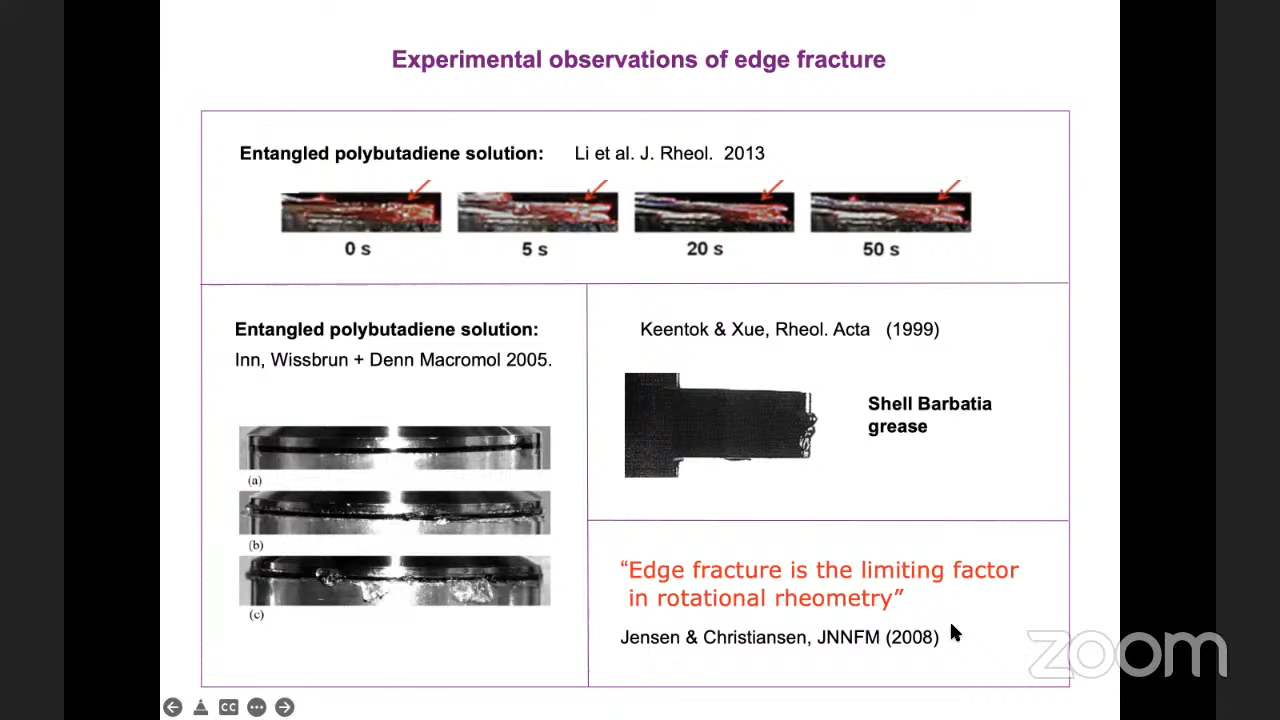 Experimental observations of edge fracture
Entangled polybutadiene solution: Li et al. J. Rheol. 2013
0 s 5 s 20 s 50 s
Entangled polybutadiene solution:
Inn, Wissbrun + Denn Macromol 2005.
(a)
(b)
(c)
Keentok & Xue, Rheol. Acta (1999)
Shell Barbatia
grease
“Edge fracture is the limiting factor
in rotational rheometry”
Jensen & Christiansen, JNNFM (2008)
zoom
CC